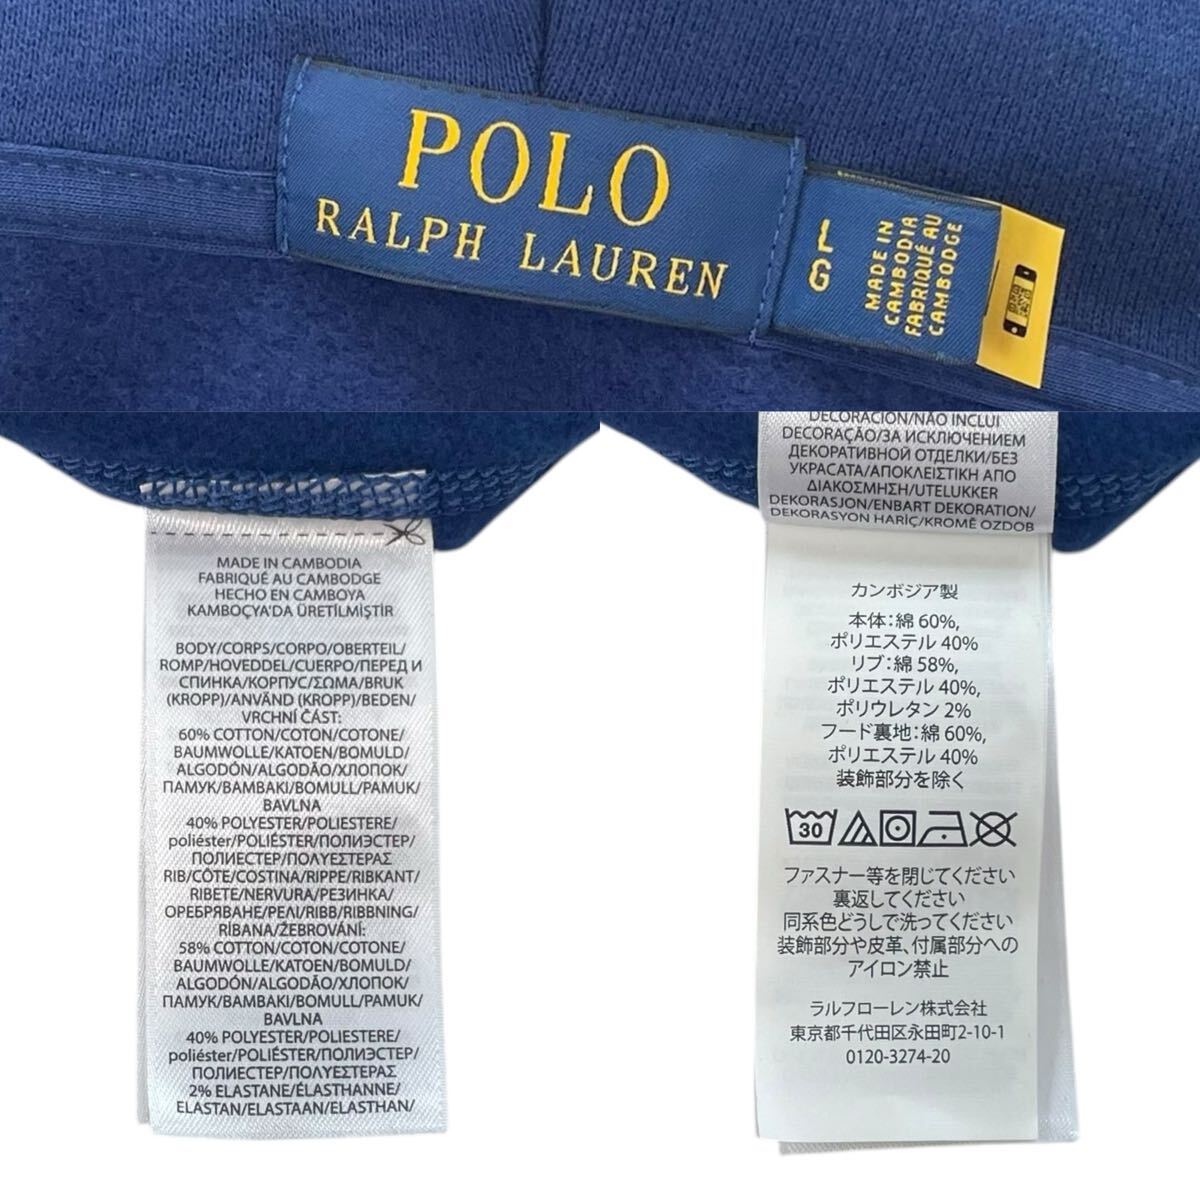 POLO
RALPH LAUREN
L
G
MADE IN
CAMBODIA
FABRIQUÉ AU
CAMBODGE
MADE IN CAMBODIA
FABRIQUÉ AU CAMBODGE
HECHO EN CAMBOYA
KAMBOÇYA'DA ÜRETİLMİŞTİR
BODY/CORPS/CORPO/OBERTEIL/
ROMP/HOVEDDEL/CUERPO/ПЕРЕД И
СПИНКА/КОРПУС/ΣΩΜΑ/BRUK
(KROPP)/ANVÄND (KROPP)/BEDEN/
VRCHNÍ ČÁST:
60% COTTON/COTON/COTONE/
BAUMWOLLE/KATOEN/BOMULD/
ALGODÓN/ALGODÃO/ХЛОПОК/
ПАМУК/BAMBAKI/BOMULL/PAMUK/
BAVLNA
40% POLYESTER/POLIESTERE/
poliéster/POLIÉSTER/ПОЛИЭСТЕР/
ПОЛИЕСТЕР/ΠΟΛΥΕΣΤΕΡΑΣ
RIB/CÔTE/COSTINA/RIPPE/RIBKANT/
RIBETE/NERVURA/РЕЗИНКА/
ОРЕБРЯВАНЕ/ΡΕΛΙ/RIBB/RIBBNING/
RİBANA/ŽEBROVÁNÍ:
58% COTTON/COTON/COTONE/
BAUMWOLLE/KATOEN/BOMULD/
ALGODÓN/ALGODÃO/ХЛОПОК/
ПАМУК/BAMBAKI/BOMULL/PAMUK/
BAVLNA
40% POLYESTER/POLIESTERE/
poliéster/POLIÉSTER/ПОЛИЭСТЕР/
ПОЛИЕСТЕР/ΠΟΛΥΕΣΤΕΡΑΣ
2% ELASTANE/ÉLASTHANNE/
ELASTAN/ELASTAAN/ELASTHAN/
DECORACIÓN/NÃO INCLUI
DECORAÇÃO/ЗА ИСКЛЮЧЕНИЕМ
ДЕКОРАТИВНОЙ ОТДЕЛКИ/БЕЗ
УКРАСАТА/ΑΠΟΚΛΕΙΣΤΙΚΗ ΑΠΟ
ΔΙΑΚΟΣΜΗΣΗ/UTELUKKER
DEKORASJON/ENBART DEKORATION/
DEKORASYON HARİÇ/KROMĚ OZDOB
カンボジア製
本体：綿 60%,
ポリエステル 40%
リブ：綿 58%,
ポリエステル 40%,
ポリウレタン 2%
フード裏地：綿 60%,
ポリエステル 40%
装飾部分を除く
30
ファスナー等を閉じてください
裏返してください
同系色どうしで洗ってください
装飾部分や皮革、付属部分への
アイロン禁止
ラルフローレン株式会社
東京都千代田区永田町2-10-1
0120-3274-20